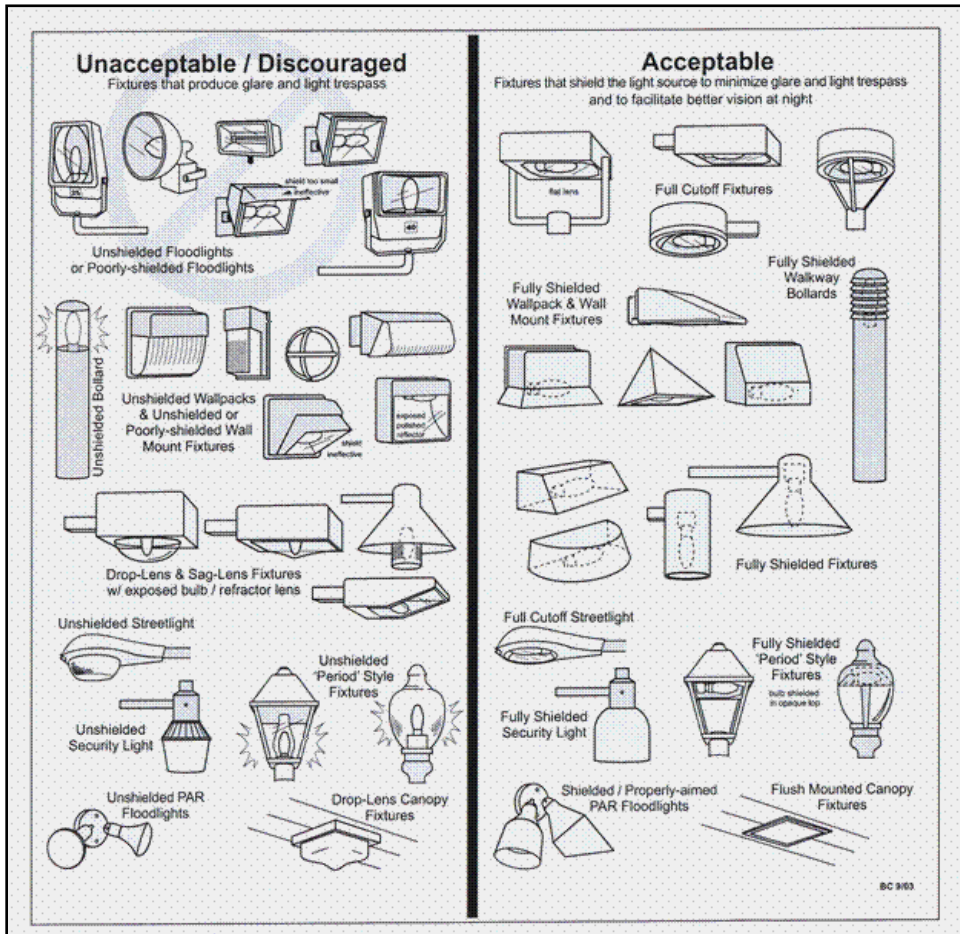 Unacceptable / Discouraged
Fixtures that produce glare and light trespass
shield too small
ineffective
Unshielded Floodlights
or Poorly-shielded Floodlights
Unshielded Bollard
Unshielded Wallpacks
& Unshielded or
Poorly-shielded Wall
Mount Fixtures
shield
ineffective
exposed
polished
reflector
Drop-Lens & Sag-Lens Fixtures
w/ exposed bulb / refractor lens
Unshielded Streetlight
Unshielded
Security Light
Unshielded
'Period' Style
Fixtures
Unshielded PAR
Floodlights
Drop-Lens Canopy
Fixtures
Acceptable
Fixtures that shield the light source to minimize glare and light trespass
and to facilitate better vision at night
flat lens
Full Cutoff Fixtures
Fully Shielded
Walkway
Bollards
Fully Shielded
Wallpack & Wall
Mount Fixtures
Fully Shielded Fixtures
Full Cutoff Streetlight
Fully Shielded
Security Light
Fully Shielded
'Period' Style
Fixtures
bulb shielded
in opaque top
Shielded / Properly-aimed
PAR Floodlights
Flush Mounted Canopy
Fixtures
BC 9/03